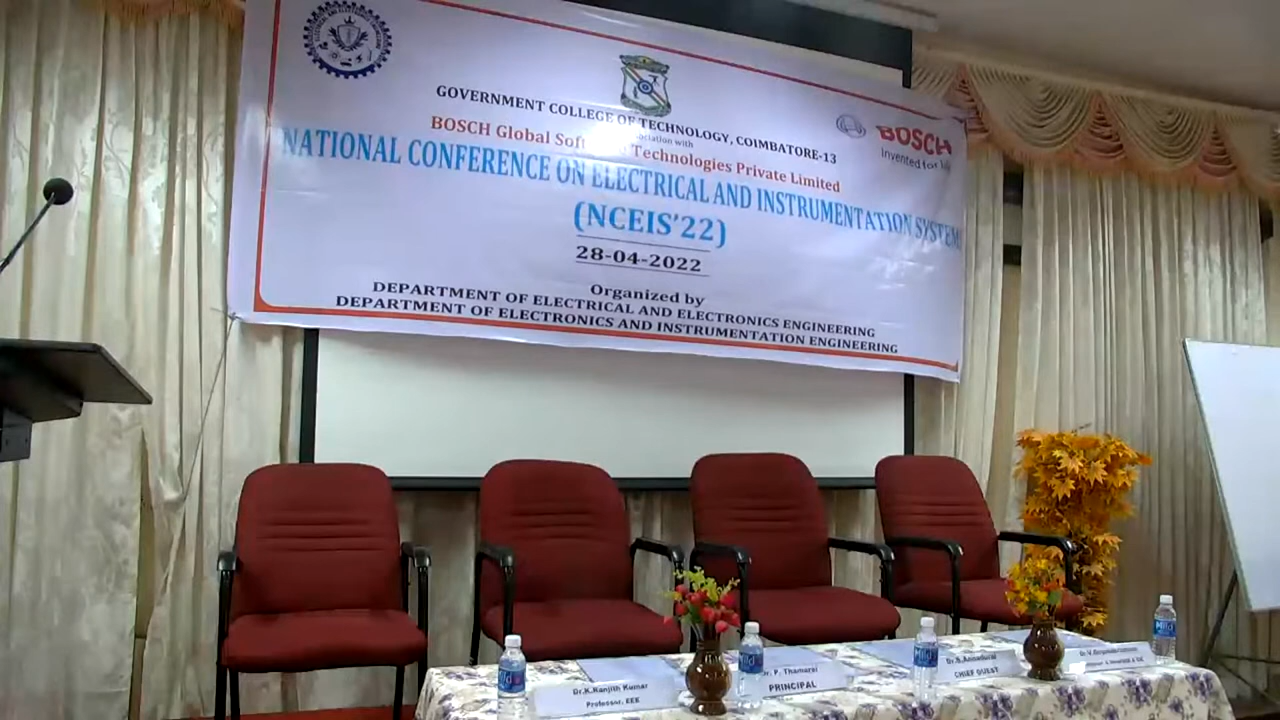 GOVERNMENT COLLEGE OF TECHNOLOGY, COIMBATORE-13
with
BOSCH Global Technologies Private Limited
BOSCH
Invented for
NATIONAL CONFERENCE ON ELECTRICAL AND INSTRUMENTATION SYSTEM
(NCEIS'22)
28-04-2022
Organized by
DEPARTMENT OF ELECTRICAL AND ELECTRONICS ENGINEERING
DEPARTMENT OF ELECTRONICS AND INSTRUMENTATION ENGINEERING
Dr.K.Ranjith Kumar
Professor, EEE
P. Thamarai
PRINCIPAL
CHIEF GUEST